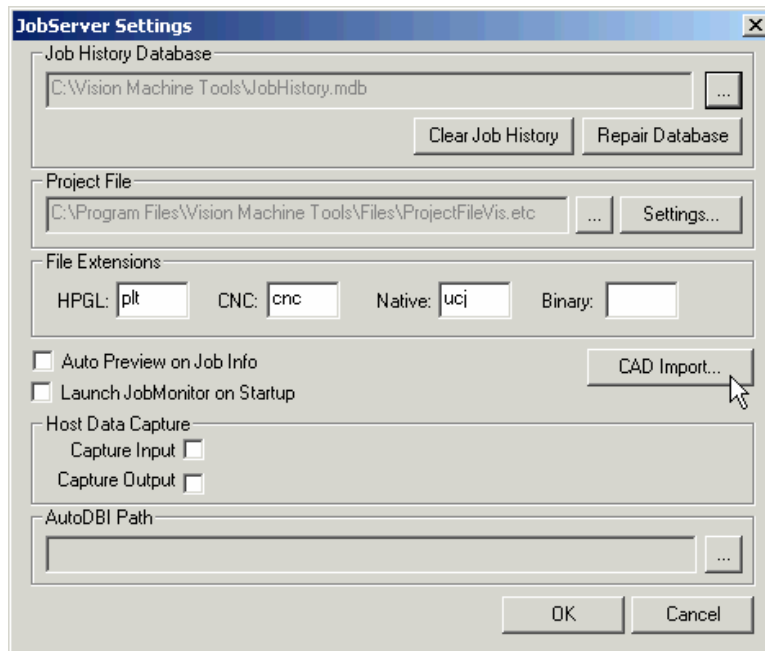 JobServer Settings
Job History Database
C:\Vision Machine Tools\JobHistory.mdb ...
Clear Job History Repair Database
Project File
C:\Program Files\Vision Machine Tools\Files\ProjectFileVis.etc ... Settings...
File Extensions
HPGL: plt CNC: cnc Native: ucj Binary:
Auto Preview on Job Info CAD Import...
Launch JobMonitor on Startup
Host Data Capture
Capture Input
Capture Output
AutoDBI Path
...
OK Cancel